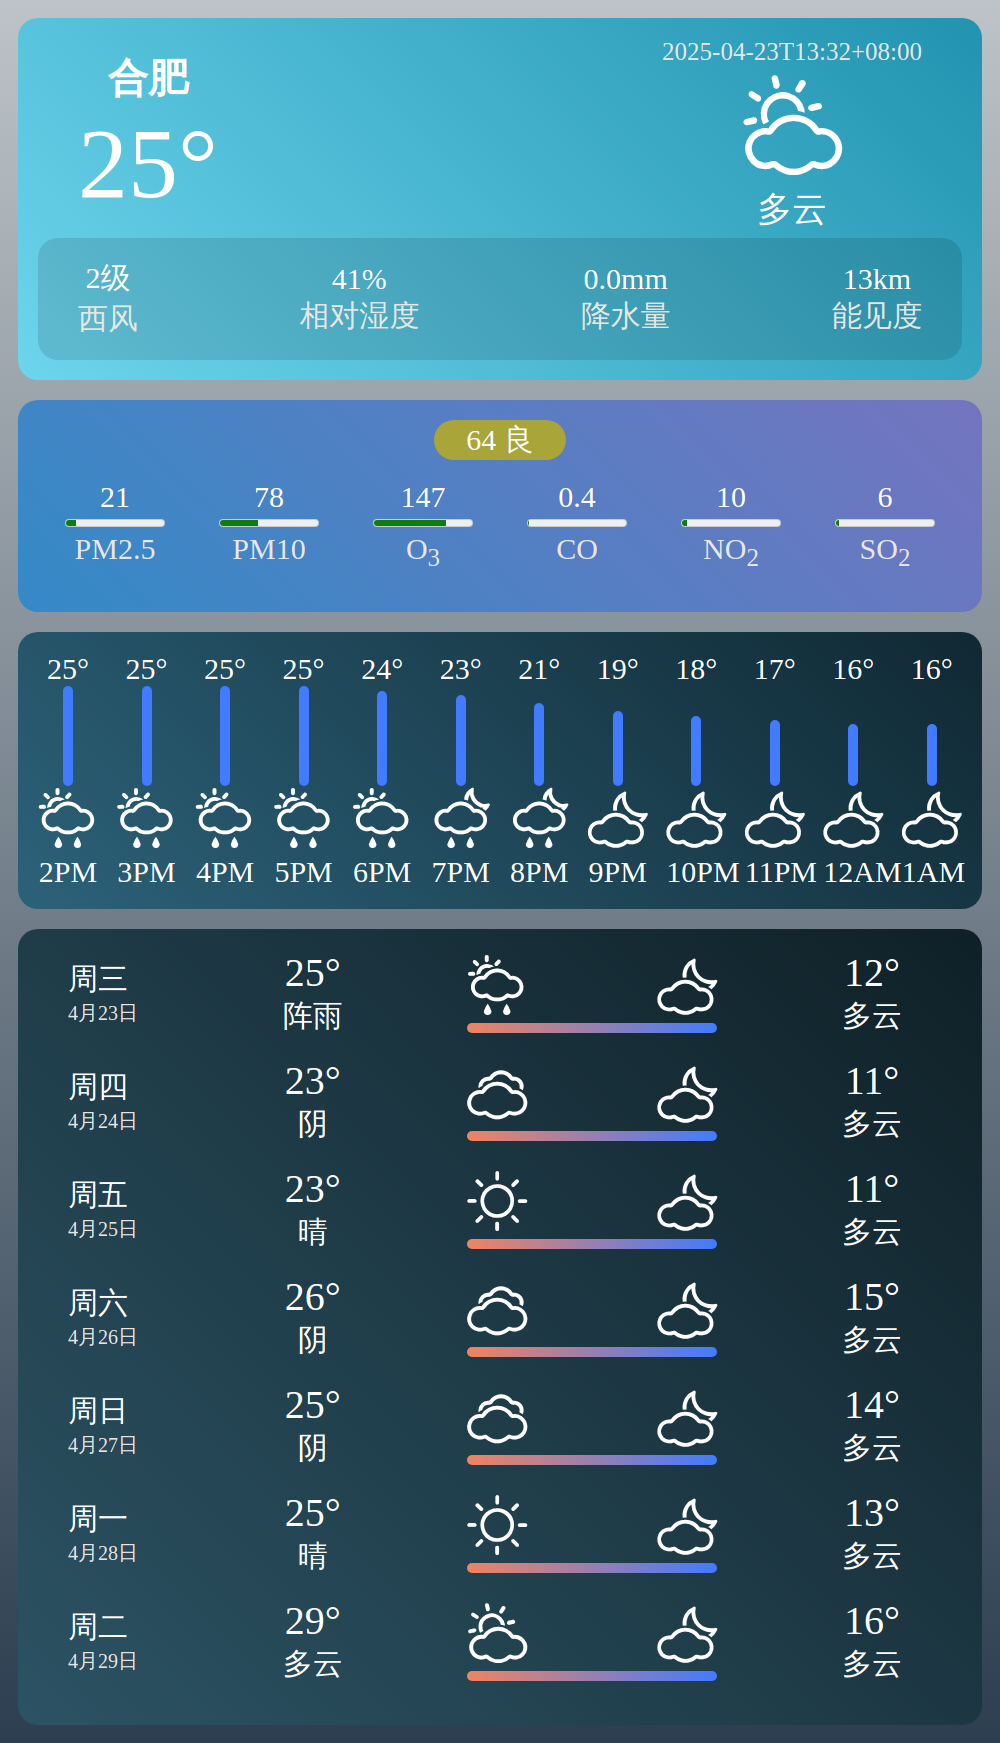 合肥
25°
2025-04-23T13:32+08:00
多云
2级 41% 0.0mm 13km
西风 相对湿度 降水量 能见度
64 良
21 78 147 0.4 10 6
PM2.5 PM10 O3 CO NO2 SO2
25° 25° 25° 25° 24° 23° 21° 19° 18° 17° 16° 16°
2PM 3PM 4PM 5PM 6PM 7PM 8PM 9PM 10PM 11PM 12AM 1AM
周三 25° 12°
4月23日 阵雨 多云
周四 23° 11°
4月24日 阴 多云
周五 23° 11°
4月25日 晴 多云
周六 26° 15°
4月26日 阴 多云
周日 25° 14°
4月27日 阴 多云
周一 25° 13°
4月28日 晴 多云
周二 29° 16°
4月29日 多云 多云